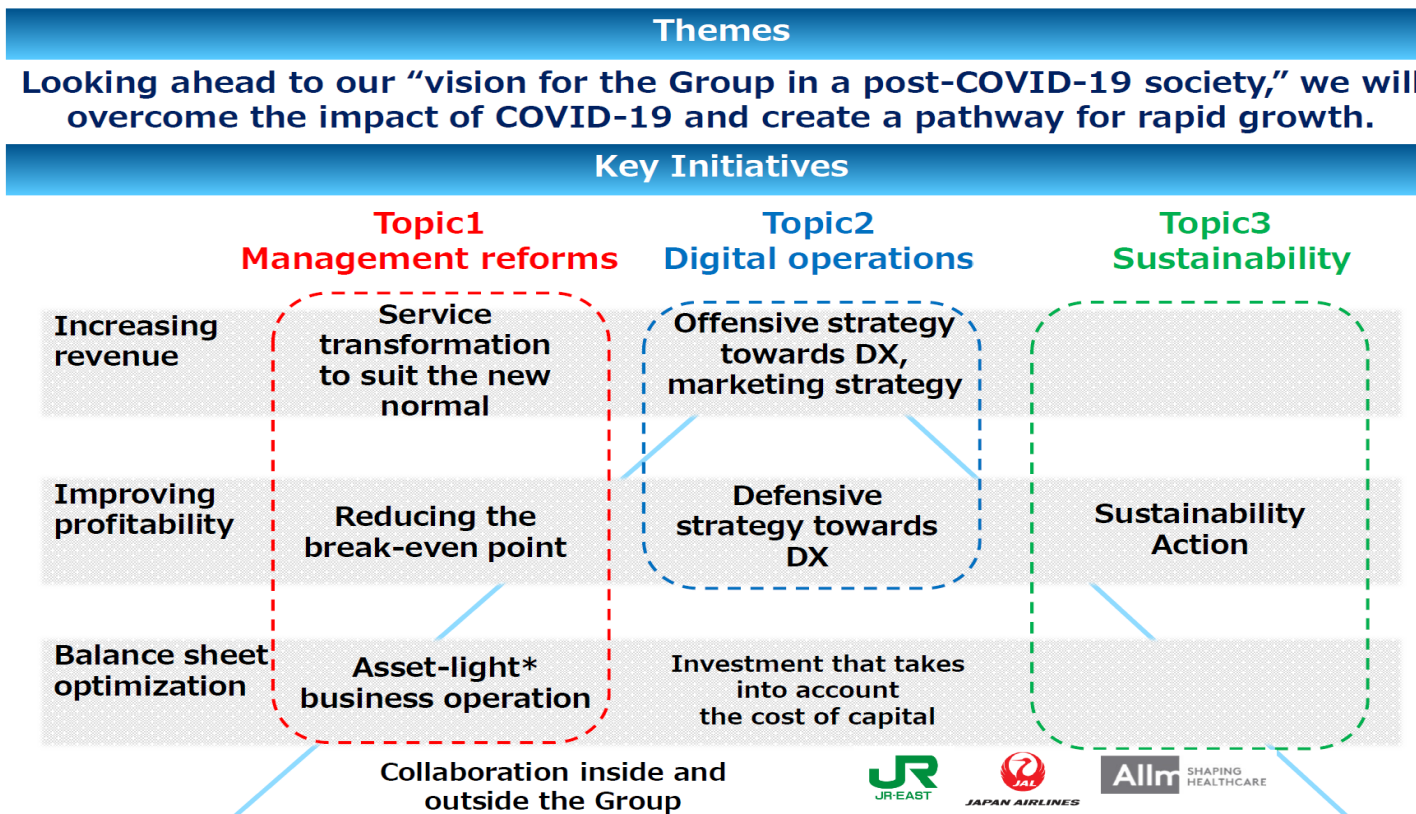 Themes
Looking ahead to our “vision for the Group in a post-COVID-19 society,” we will
overcome the impact of COVID-19 and create a pathway for rapid growth.
Key Initiatives
Topic1
Management reforms
Topic2
Digital operations
Topic3
Sustainability
Increasing
revenue
Service
transformation
to suit the new
normal
Offensive strategy
towards DX,
marketing strategy
Improving
profitability
Reducing the
break-even point
Defensive
strategy towards
DX
Sustainability
Action
Balance sheet
optimization
Asset-light*
business operation
Investment that takes
into account
the cost of capital
Collaboration inside and
outside the Group
JR
JR-EAST
JAL
JAPAN AIRLINES
Allm
SHAPING
HEALTHCARE